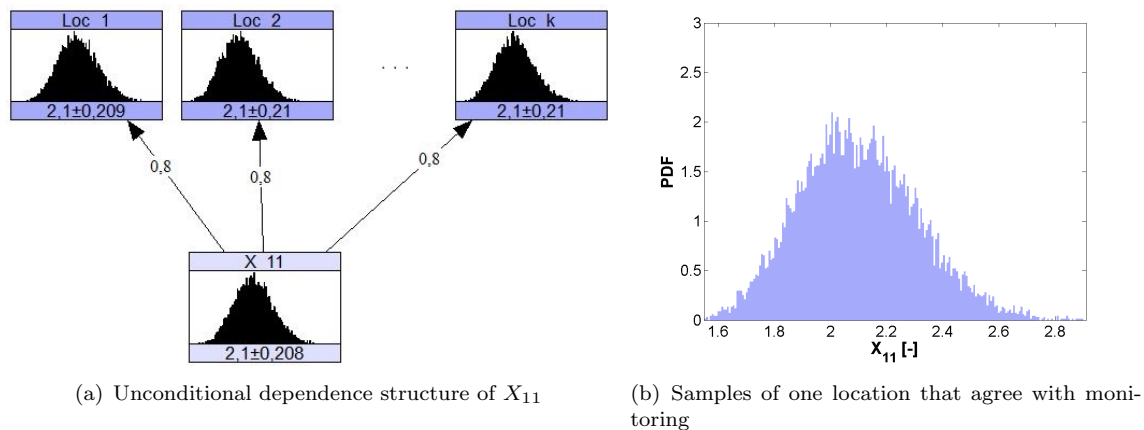 Loc 1
Loc 2
Loc k
2,1±0,209
2,1±0,21
. . .
2,1±0,21
0,8
0,8
0,8
X 11
2,1±0,208
(a) Unconditional dependence structure of X₁₁
3
2.5
2
1.5
1
0.5
0
PDF
1.6 1.8 2 2.2 2.4 2.6 2.8
X₁₁ [-]
(b) Samples of one location that agree with moni-
toring